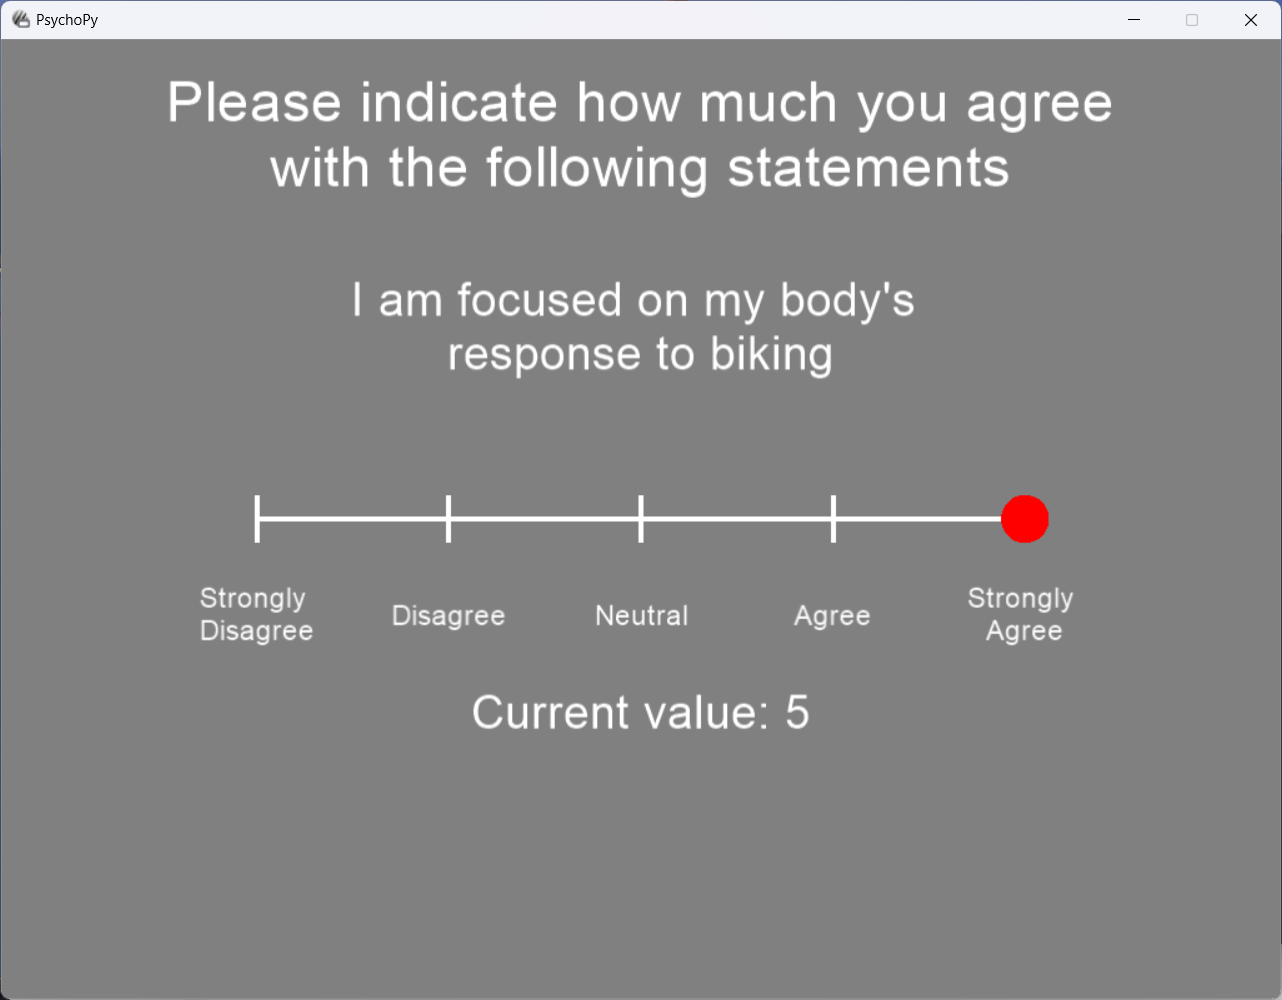 PsychoPy
Please indicate how much you agree
with the following statements
I am focused on my body's
response to biking
Strongly
Disagree
Disagree
Neutral
Agree
Strongly
Agree
Current value: 5